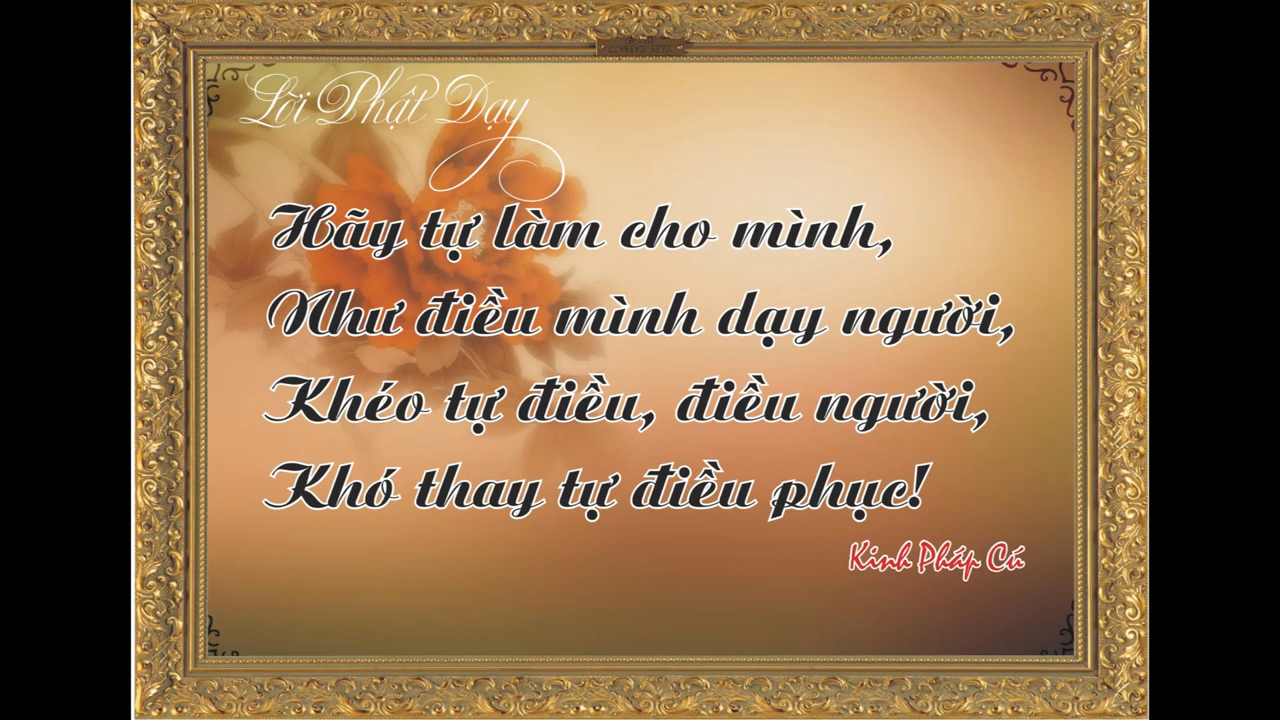 Lời Phật Dạy
Hãy tự làm cho mình,
Như điều mình dạy người,
Khéo tự điều, điều người,
Khó thay tự điều phục!
Kinh Pháp Cú